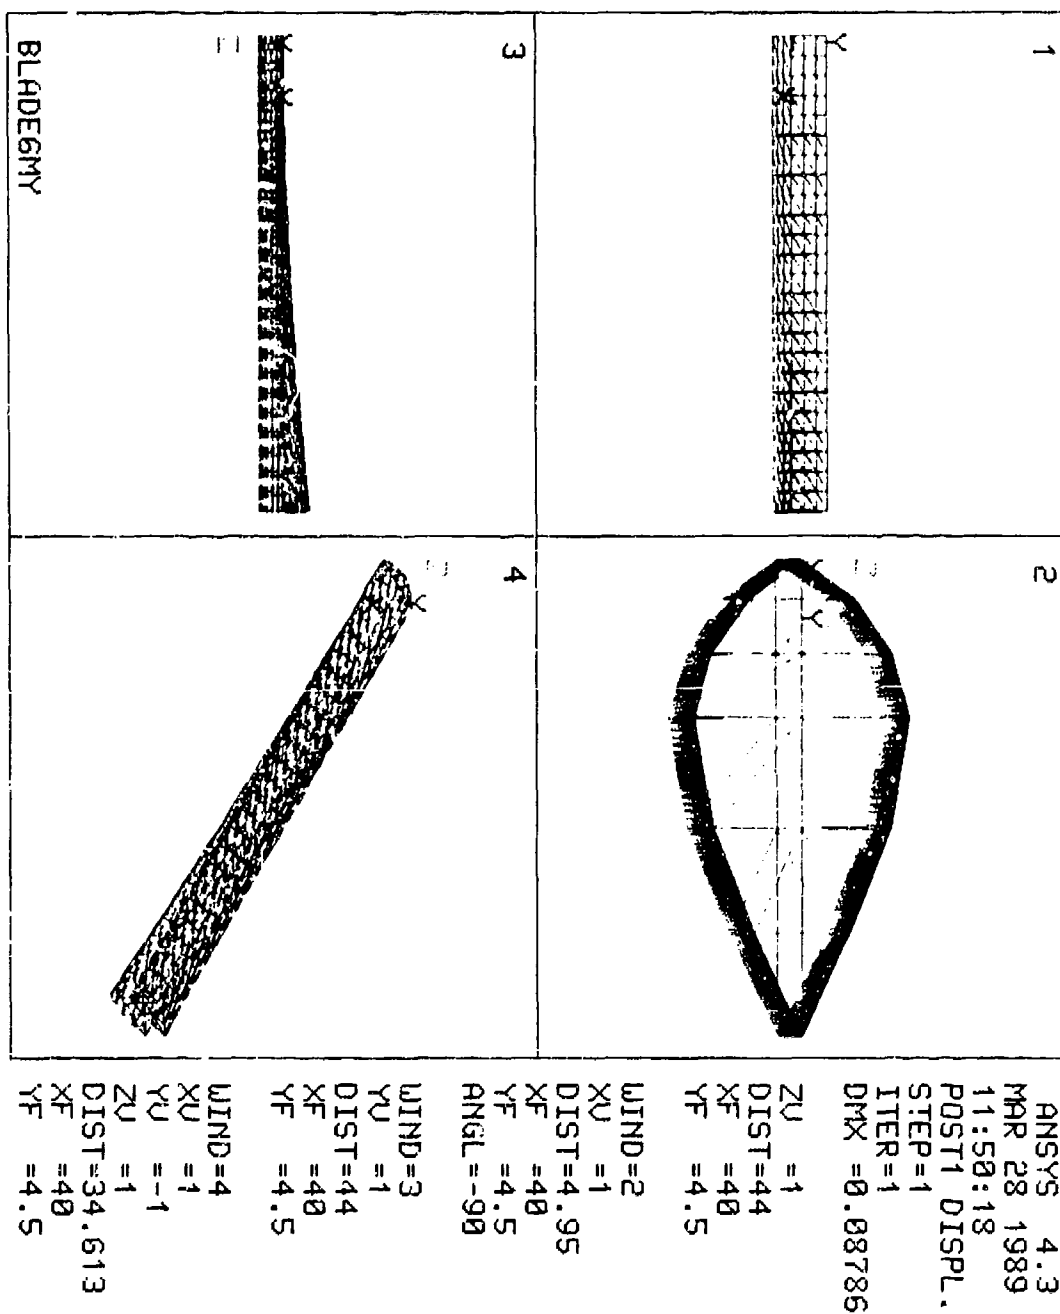 1
2
3
4
Y
Y
Y
Y
Y
Y
BLADE6MY
ANSYS 4.3
MAR 28 1989
11:50:18
POST1 DISPL.
STEP=1
ITER=1
DMX =0.08786
ZV =1
DIST=44
XF =40
YF =4.5
WIND=2
XV =1
DIST=4.95
XF =40
YF =4.5
ANGL=-90
WIND=3
YV =1
DIST=44
XF =40
YF =4.5
WIND=4
XV =1
YV =-1
ZV =1
DIST=34.613
XF =40
YF =4.5